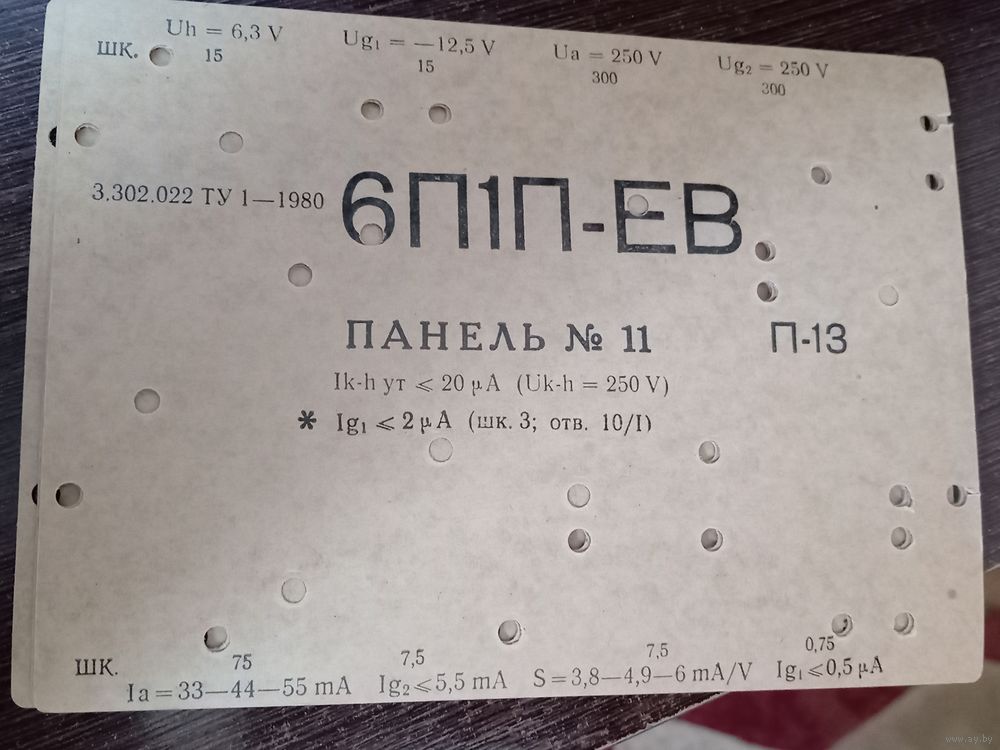 ШК. Uh = 6,3 V Ug₁ = —12,5 V Ua = 250 V Ug₂ = 250 V
15 15 300 300
3.302.022 ТУ 1—1980 6П1П-ЕВ
ПАНЕЛЬ № 11 П-13
Ik-h ут ⩽ 20 μA (Uk-h = 250 V)
* Ig₁ ⩽ 2 μA (шк. 3; отв. 10/I)
ШК. 75 7,5 7,5 0,75
Ia = 33—44—55 mA Ig₂ ⩽ 5,5 mA S = 3,8—4,9—6 mA/V Ig₁ ⩽ 0,5 μA
www.ay.by